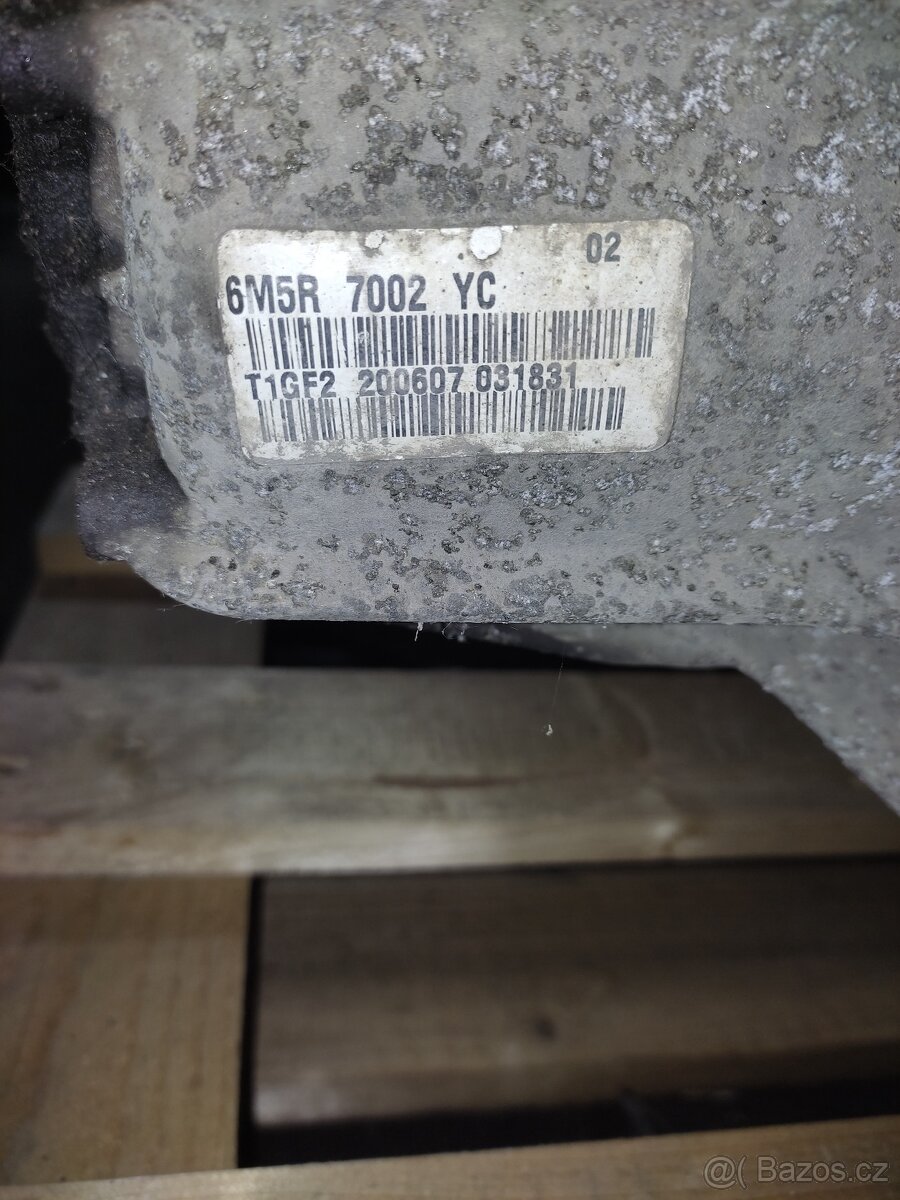 02
6M5R 7002 YC
T1GF2 200607 031831
@( Bazos.cz